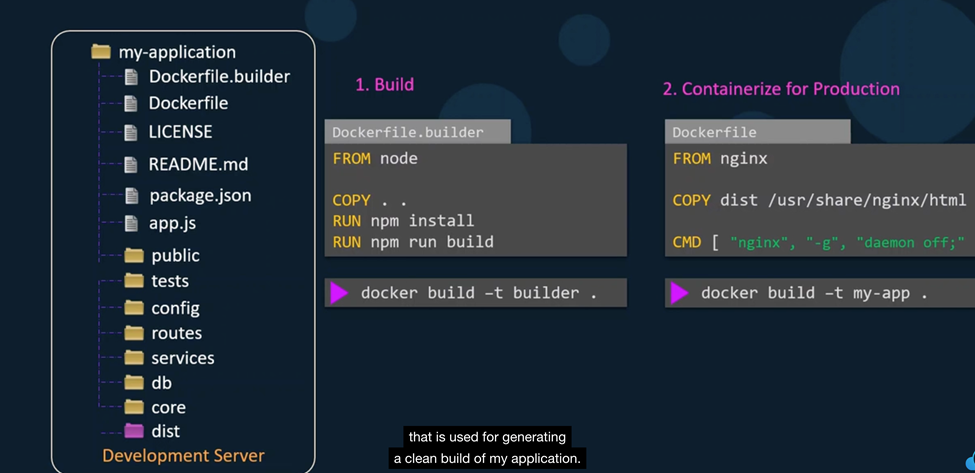 my-application
Dockerfile.builder
Dockerfile
LICENSE
README.md
package.json
app.js
public
tests
config
routes
services
db
core
dist
Development Server
1. Build
Dockerfile.builder
FROM node
COPY . .
RUN npm install
RUN npm run build
docker build –t builder .
2. Containerize for Production
Dockerfile
FROM nginx
COPY dist /usr/share/nginx/html
CMD [ "nginx", "-g", "daemon off;"
docker build –t my-app .
that is used for generating
a clean build of my application.